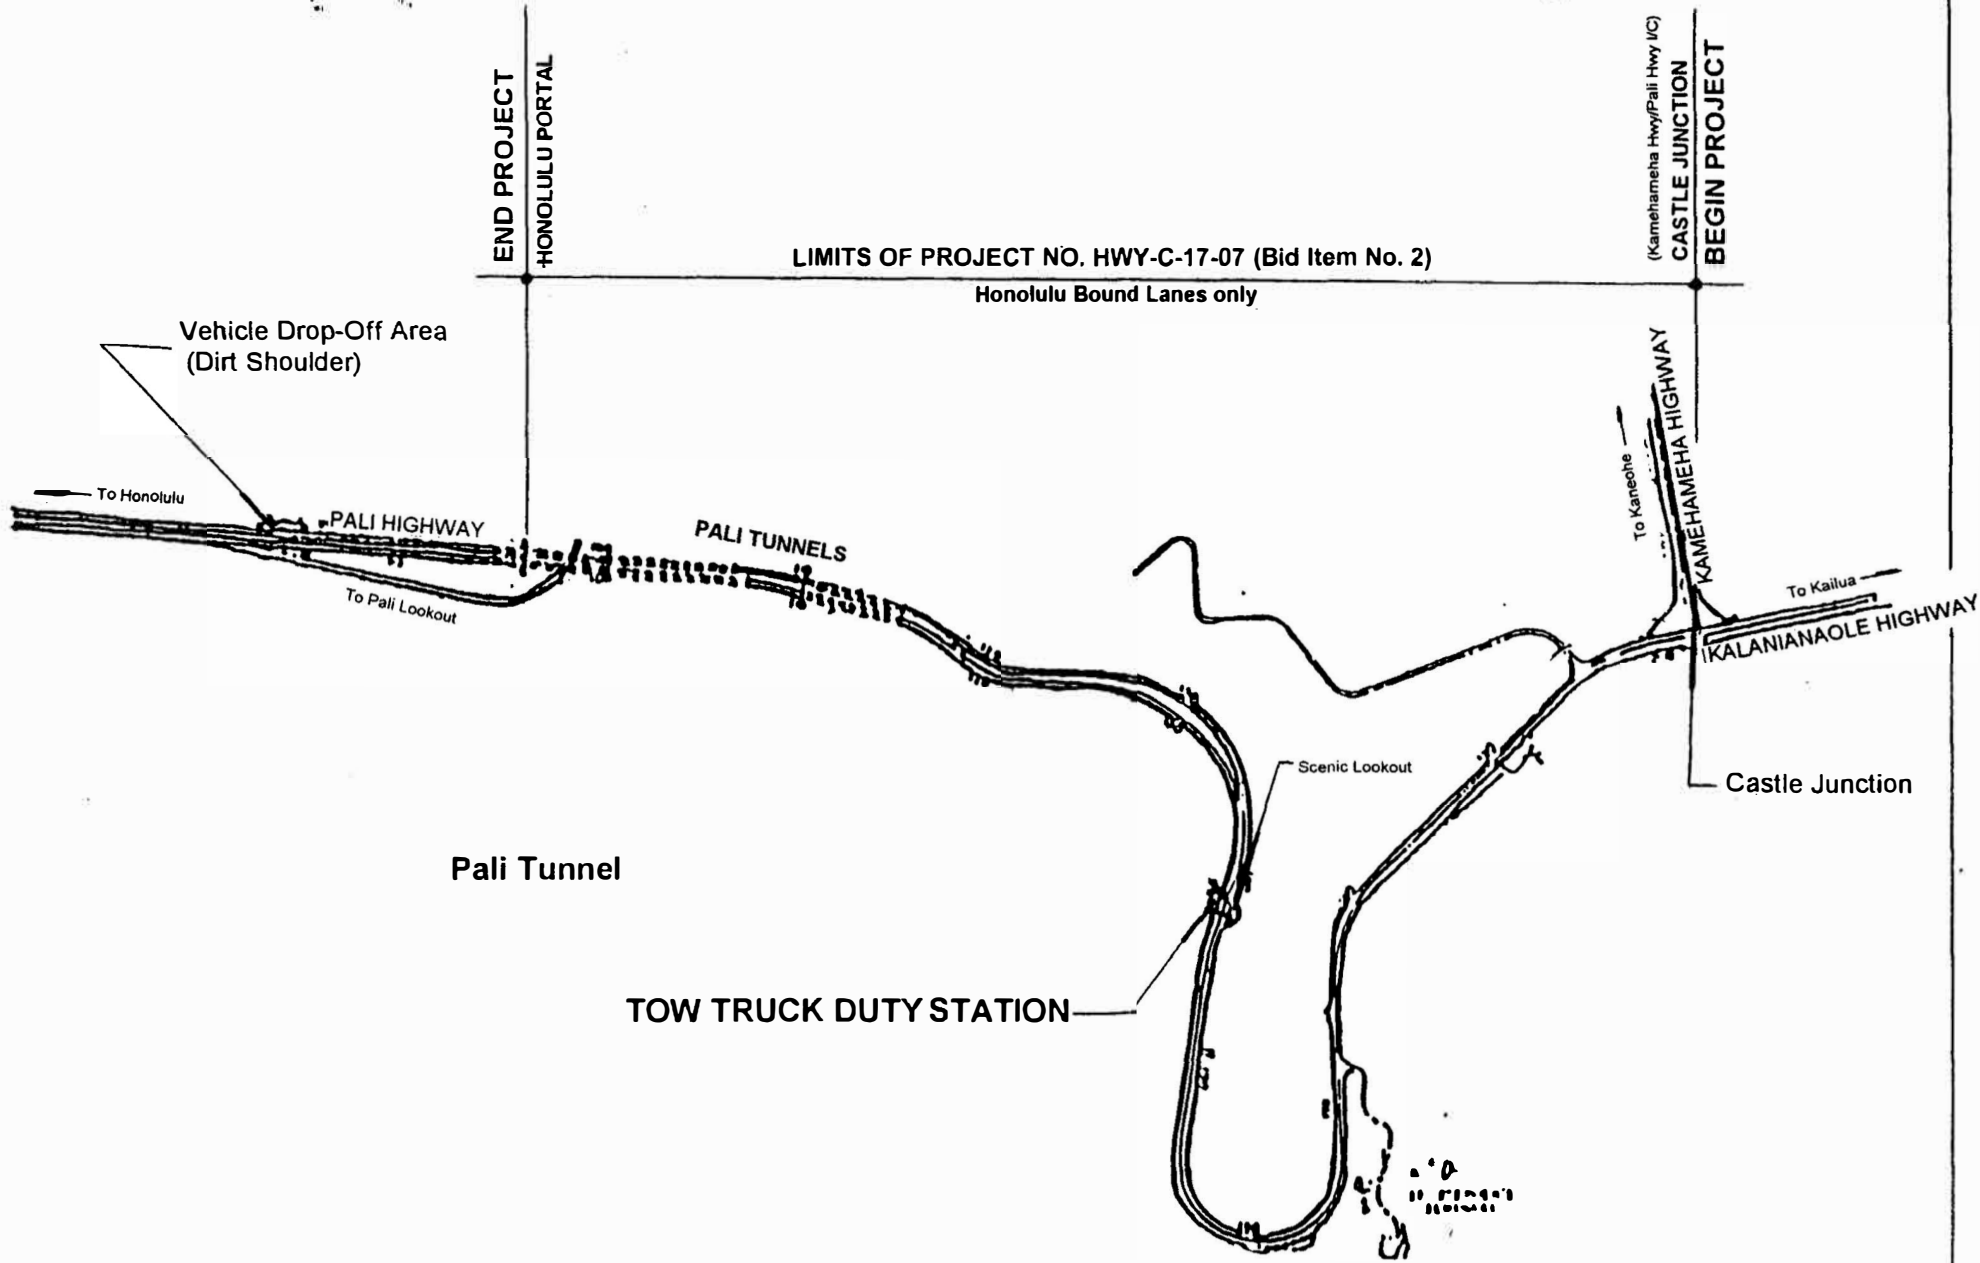 END PROJECT
HONOLULU PORTAL
(Kamehameha Hwy/Pali Hwy I/C)
CASTLE JUNCTION
BEGIN PROJECT
LIMITS OF PROJECT NO. HWY-C-17-07 (Bid Item No. 2)
Honolulu Bound Lanes only
Vehicle Drop-Off Area
(Dirt Shoulder)
To Honolulu
PALI HIGHWAY
PALI TUNNELS
To Pali Lookout
To Kaneohe
KAMEHAMEHA HIGHWAY
KAMEHAMEHA HIGHWAY
To Kailua
KALANIANAOLE HIGHWAY
Scenic Lookout
Castle Junction
Pali Tunnel
TOW TRUCK DUTY STATION